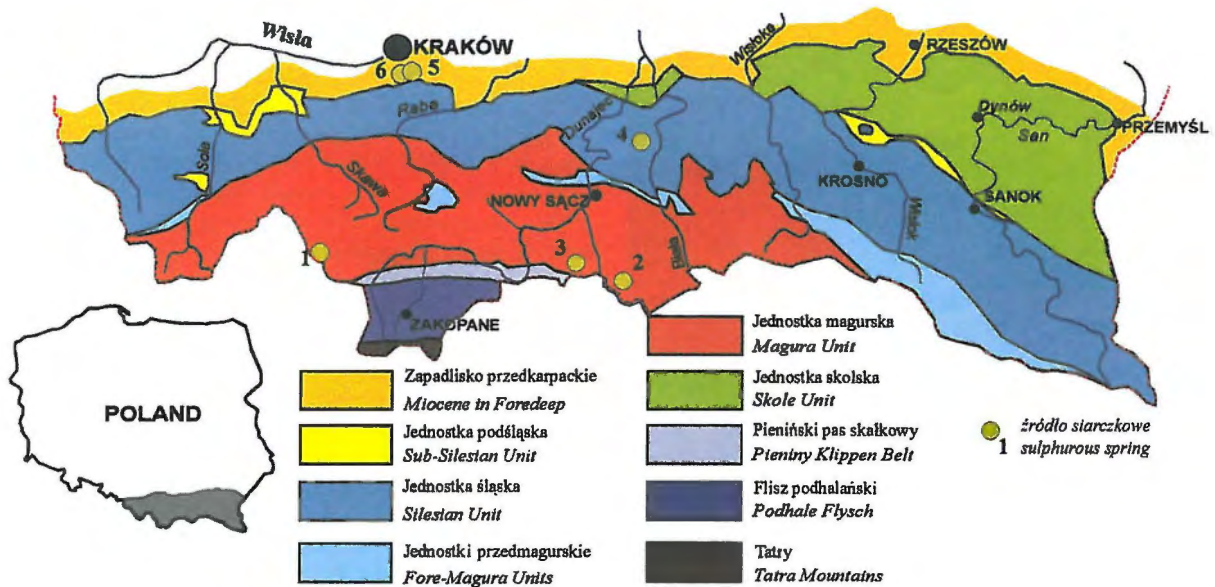 Wisła
KRAKÓW
6
5
Wisłoka
RZESZÓW
Raba
Dunajec
4
Dynów
San
PRZEMYŚL
Soła
Skawa
KROSNO
NOWY SĄCZ
SANOK
Wisłok
1
3
2
Biała
ZAKOPANE
POLAND
Zapadlisko przedkarpackie
Miocene in Foredeep
Jednostka podśląska
Sub-Silesian Unit
Jednostka śląska
Silesian Unit
Jednostki przedmagurskie
Fore-Magura Units
Jednostka magurska
Magura Unit
Jednostka skolska
Skole Unit
Pieniński pas skałkowy
Pieniny Klippen Belt
Flisz podhalański
Podhale Flysch
Tatry
Tatra Mountains
źródło siarczkowe
1 sulphurous spring